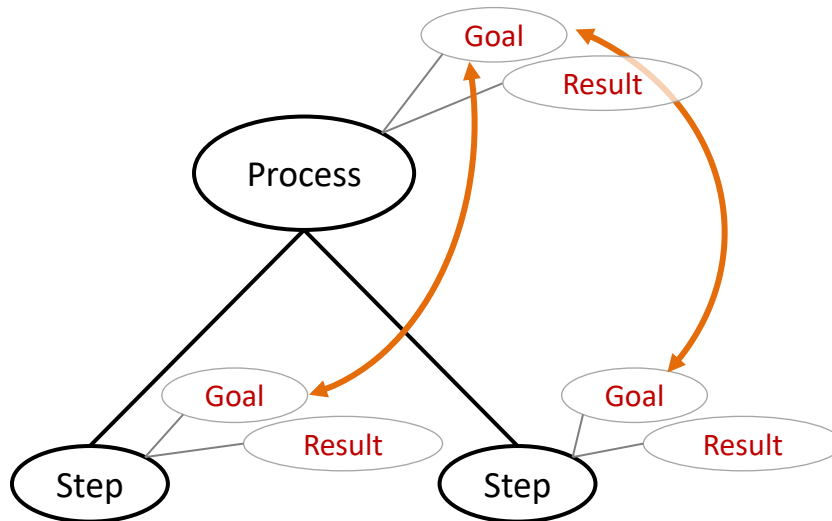 Goal
Result
Process
Goal
Result
Step
Goal
Result
Step